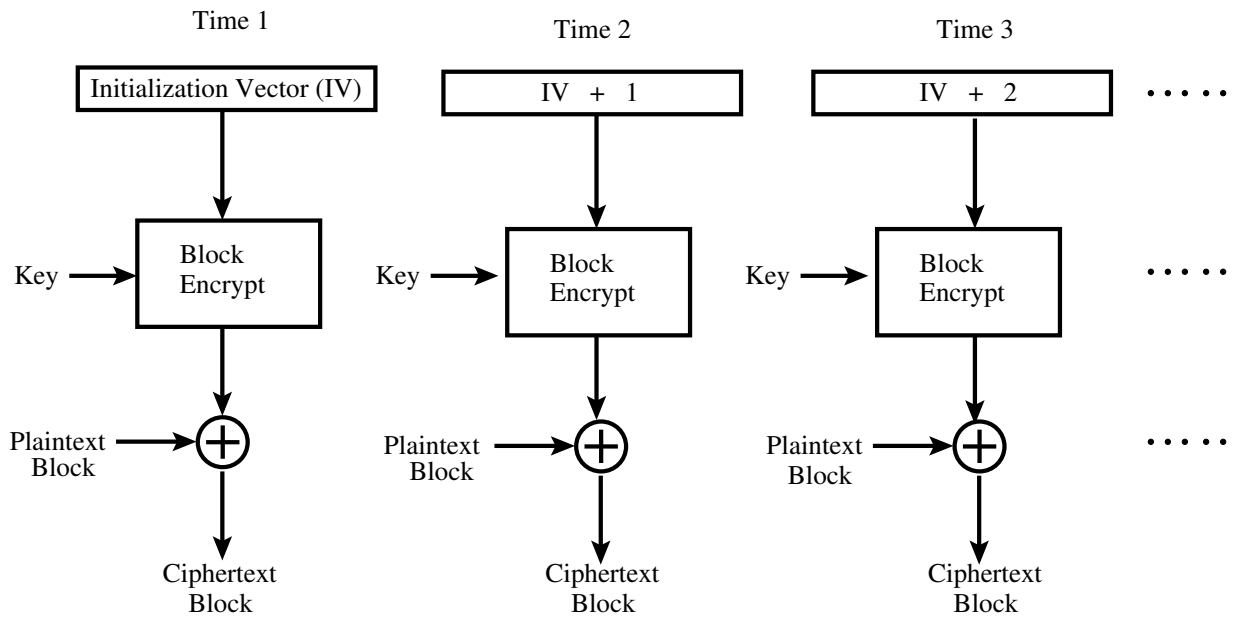 Time 1
Time 2
Time 3
Initialization Vector (IV)
IV + 1
IV + 2
Key
Block
Encrypt
Key
Block
Encrypt
Key
Block
Encrypt
Plaintext
Block
Plaintext
Block
Plaintext
Block
Ciphertext
Block
Ciphertext
Block
Ciphertext
Block